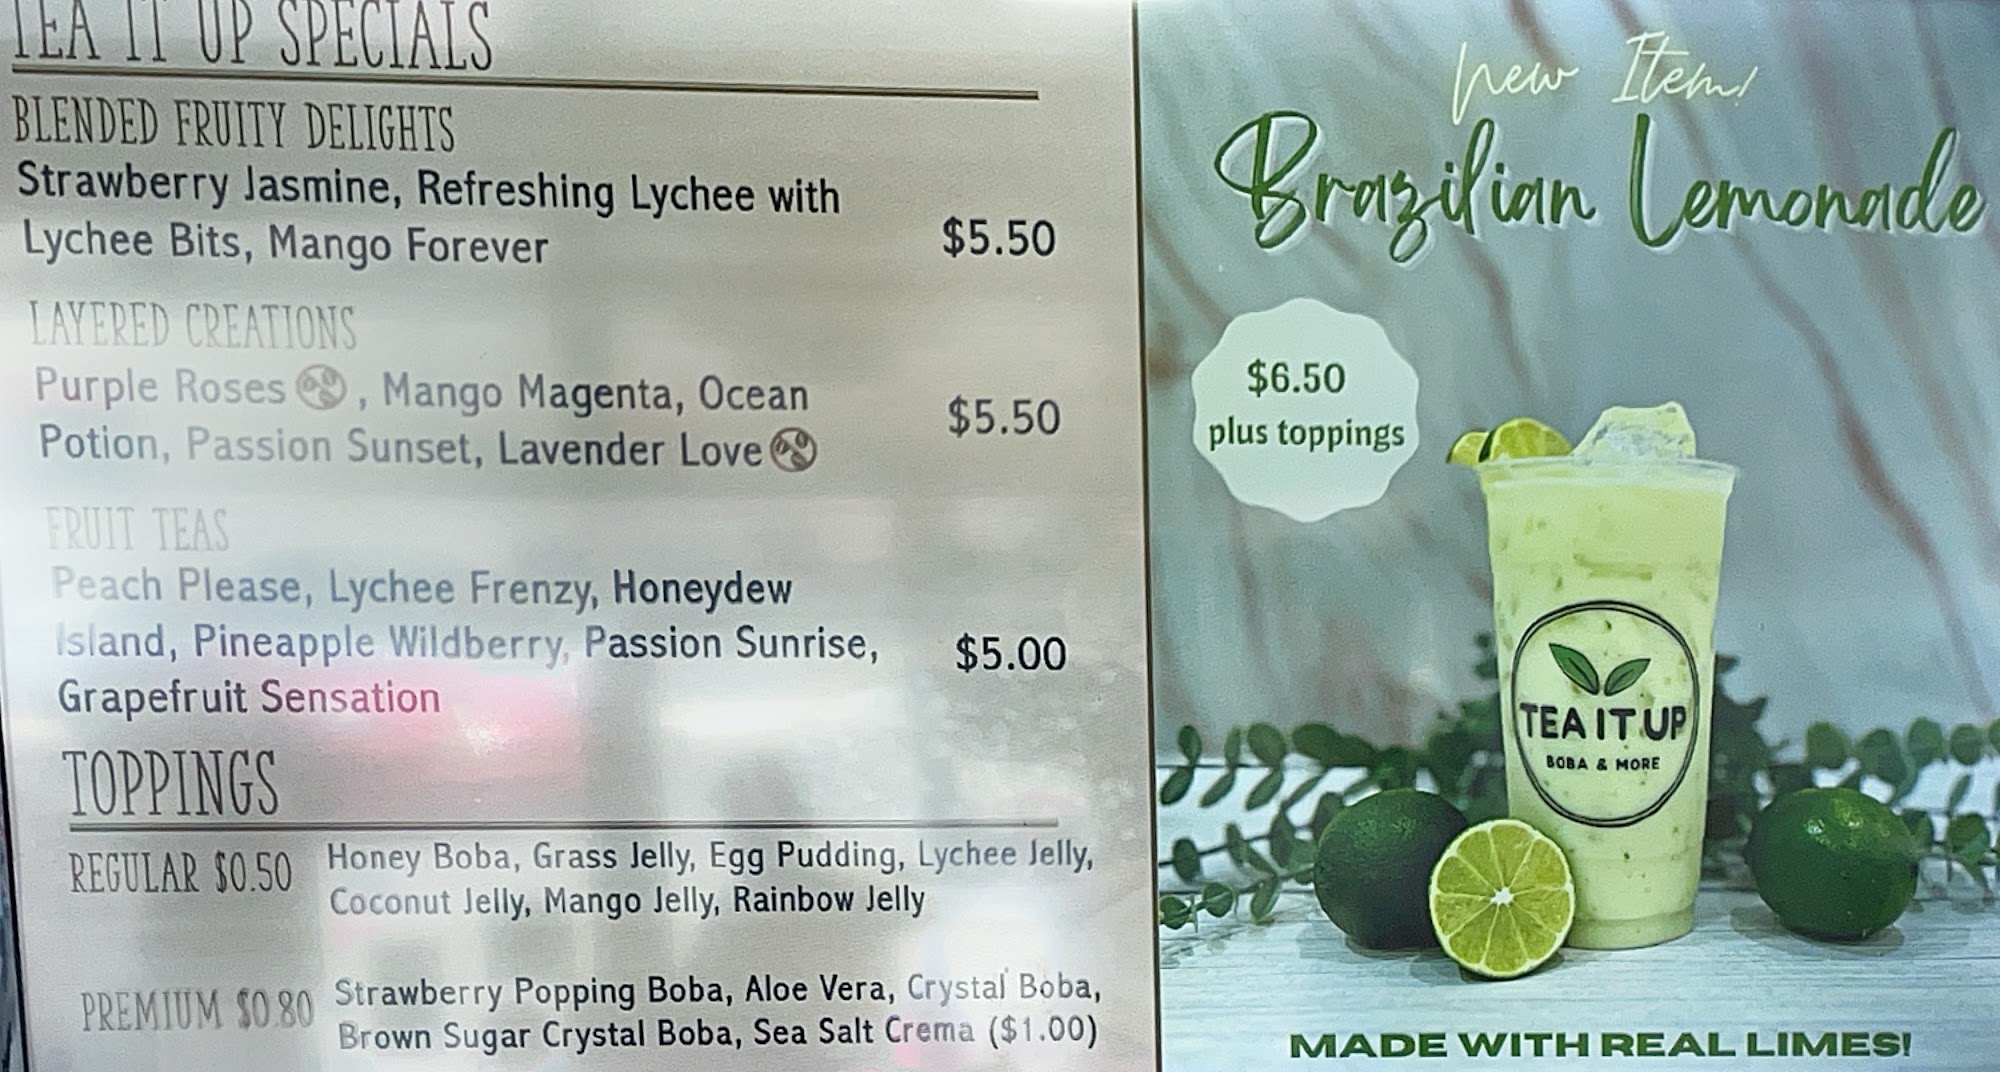 TEA IT UP SPECIALS
BLENDED FRUITY DELIGHTS
Strawberry Jasmine, Refreshing Lychee with
Lychee Bits, Mango Forever
$5.50
LAYERED CREATIONS
Purple Roses, Mango Magenta, Ocean
Potion, Passion Sunset, Lavender Love
$5.50
FRUIT TEAS
Peach Please, Lychee Frenzy, Honeydew
Island, Pineapple Wildberry, Passion Sunrise,
Grapefruit Sensation
$5.00
TOPPINGS
REGULAR $0.50
Honey Boba, Grass Jelly, Egg Pudding, Lychee Jelly,
Coconut Jelly, Mango Jelly, Rainbow Jelly
PREMIUM $0.80
Strawberry Popping Boba, Aloe Vera, Crystal Boba,
Brown Sugar Crystal Boba, Sea Salt Crema ($1.00)
New Item!
Brazilian Lemonade
$6.50
plus toppings
TEA IT UP
BOBA & MORE
MADE WITH REAL LIMES!